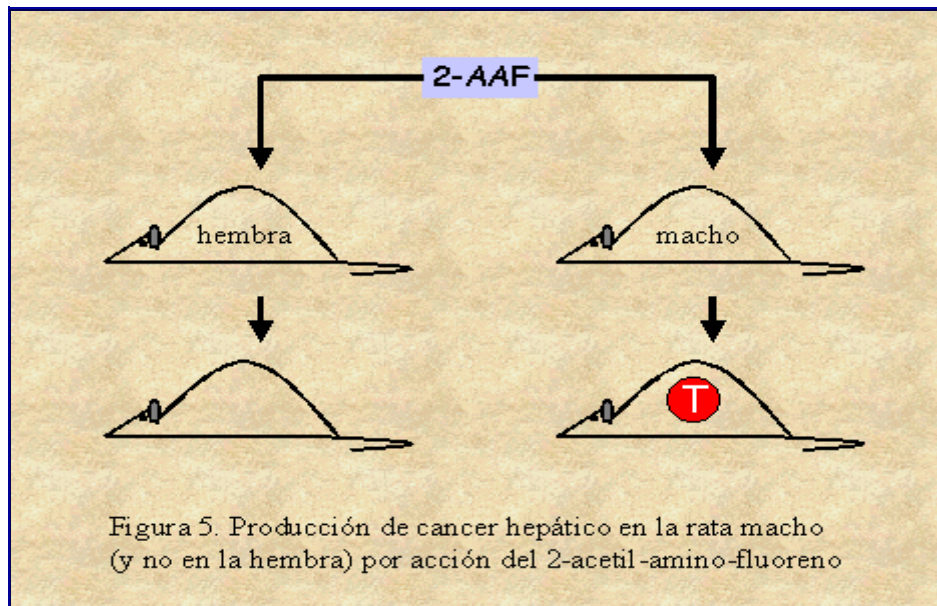 2-AAF
hembra
macho
T
Figura 5. Producción de cancer hepático en la rata macho
(y no en la hembra) por acción del 2-acetil-amino-fluoreno